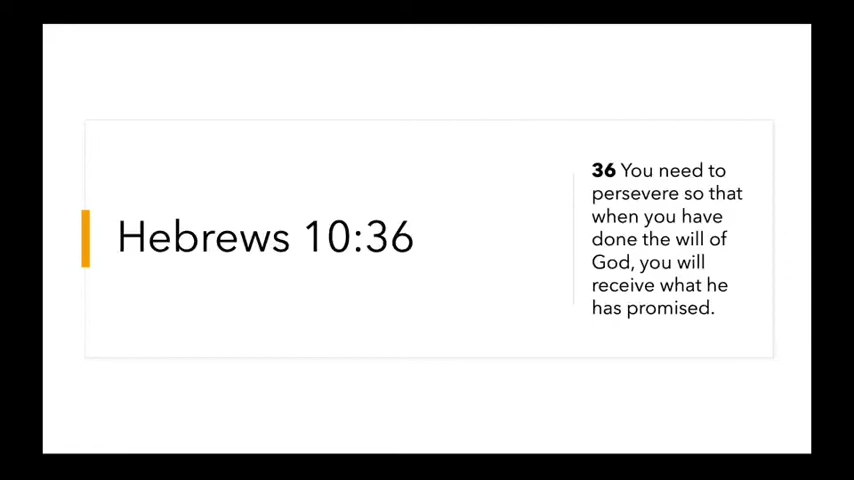 Hebrews 10:36
36 You need to
persevere so that
when you have
done the will of
God, you will
receive what he
has promised.